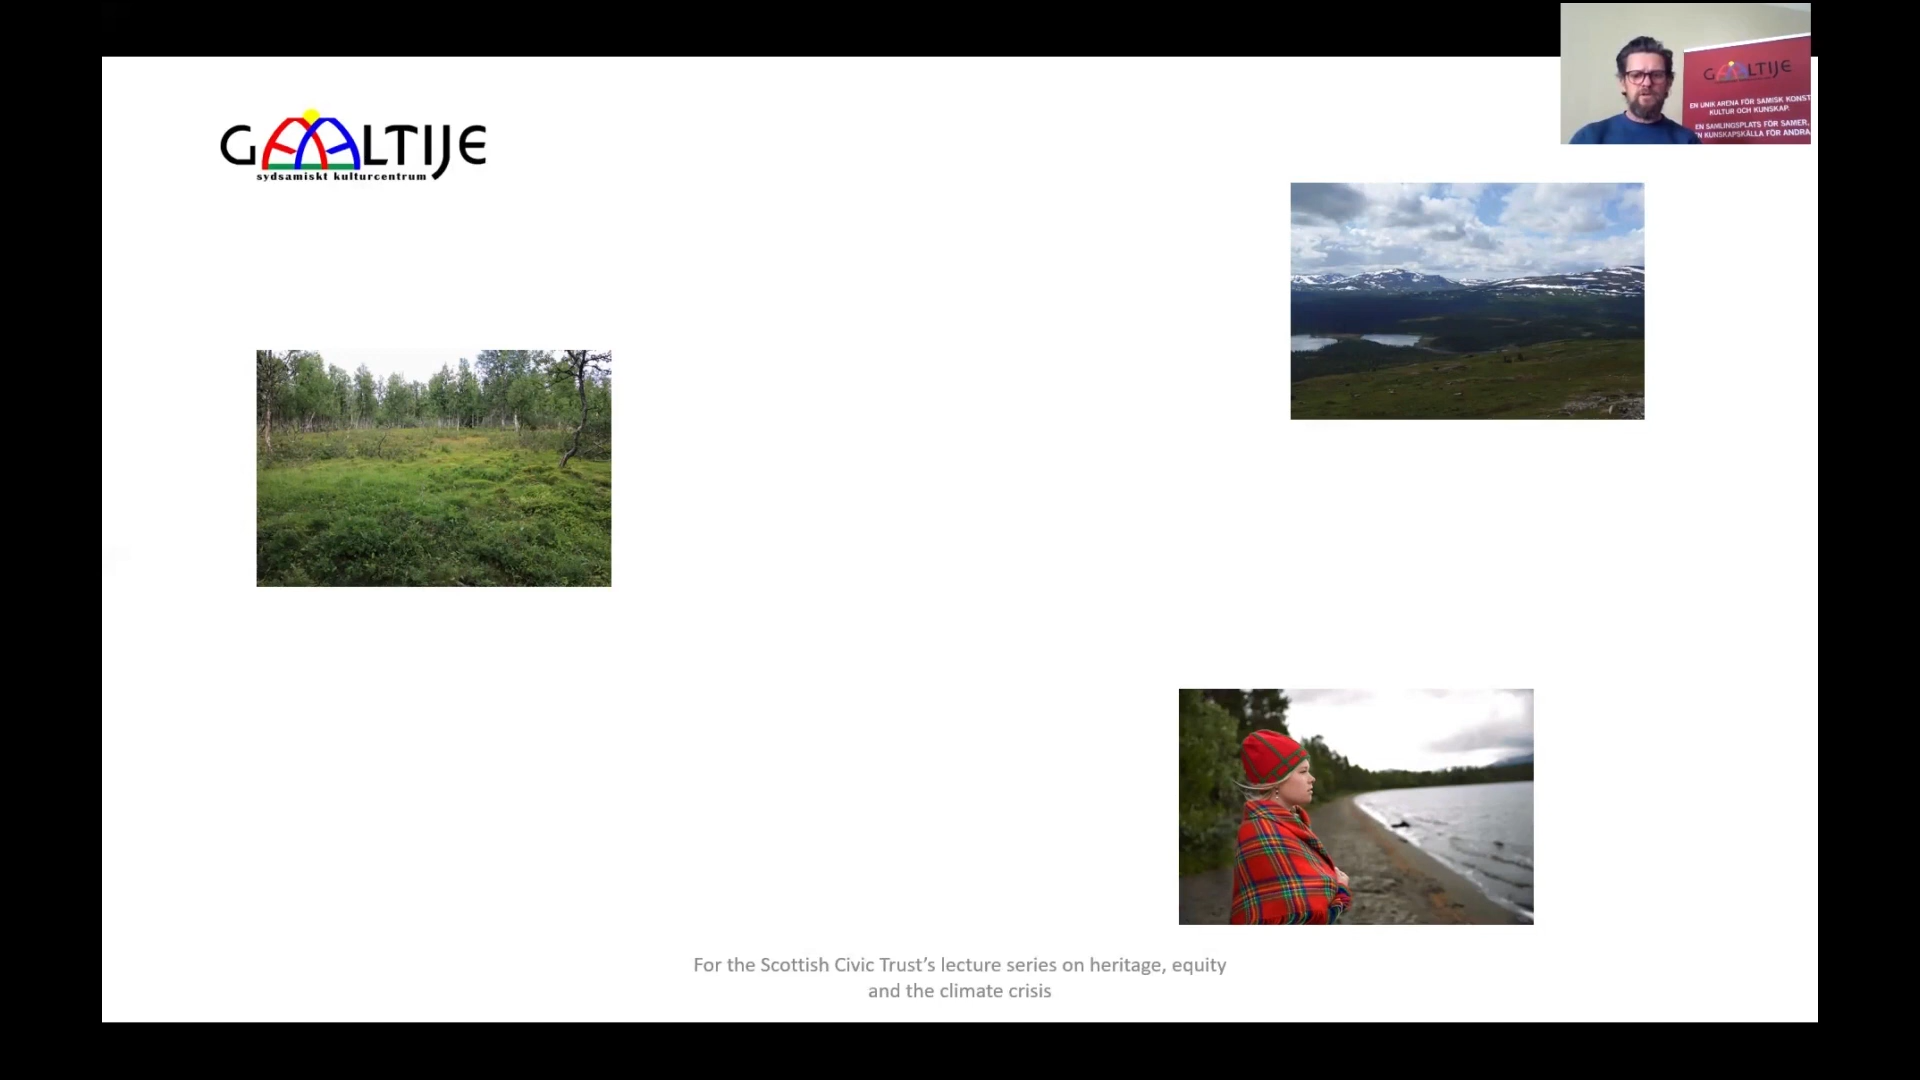 GAALTIJE
sydsamiskt kulturcentrum
GAALTIJE
EN UNIK ARENA FÖR SAMISK KONST
KULTUR OCH KUNSKAP.
EN SAMLINGSPLATS FÖR SAMER,
EN KUNSKAPSKÄLLA FÖR ANDRA
For the Scottish Civic Trust’s lecture series on heritage, equity
and the climate crisis